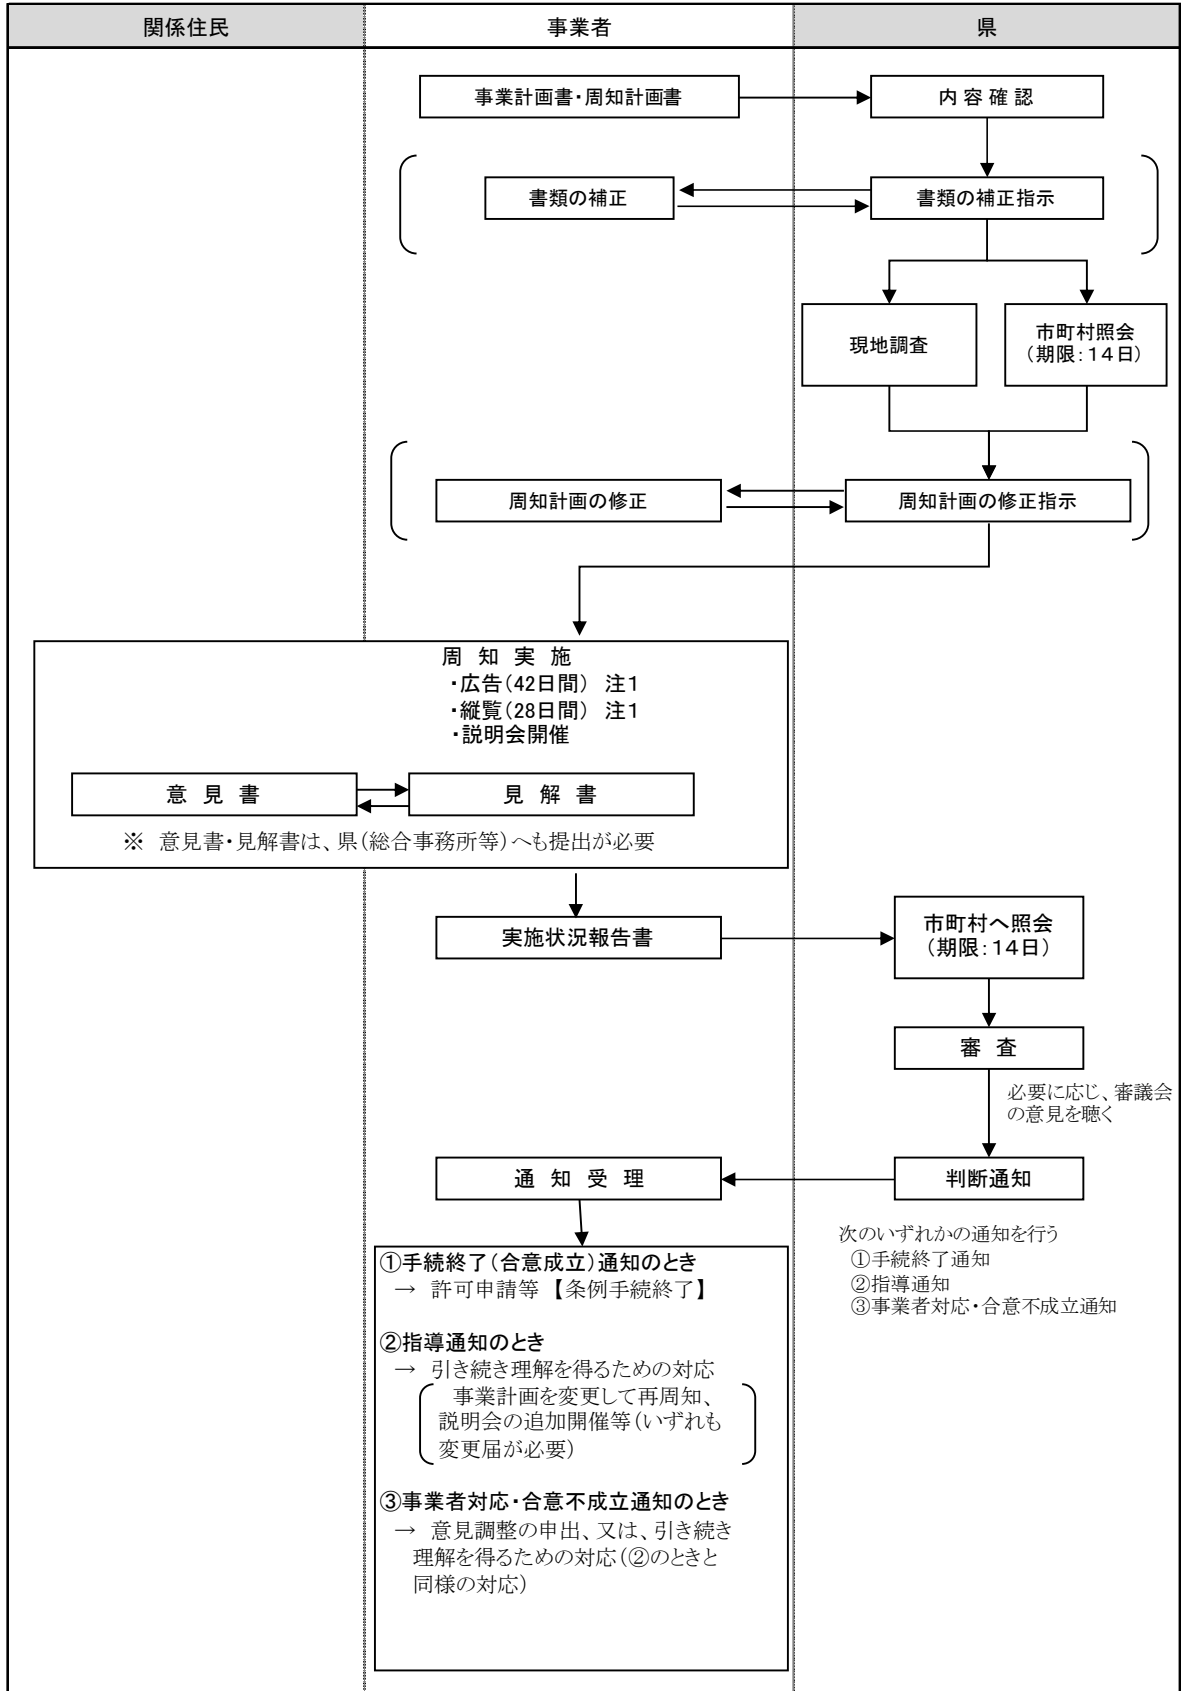 関係住民
事業者
県
事業計画書・周知計画書
内 容 確 認
書類の補正
書類の補正指示
現地調査
市町村照会
(期限:14日)
周知計画の修正
周知計画の修正指示
周 知 実 施
・広告(42日間) 注1
・縦覧(28日間) 注1
・説明会開催
意 見 書
見 解 書
※ 意見書・見解書は、県(総合事務所等)へも提出が必要
実施状況報告書
市町村へ照会
(期限:14日)
審 査
必要に応じ、審議会
の意見を聴く
通 知 受 理
判断通知
次のいずれかの通知を行う
①手続終了通知
②指導通知
③事業者対応・合意不成立通知
①手続終了(合意成立)通知のとき
→ 許可申請等 【条例手続終了】
②指導通知のとき
→ 引き続き理解を得るための対応
事業計画を変更して再周知、
説明会の追加開催等(いずれも
変更届が必要)
③事業者対応・合意不成立通知のとき
→ 意見調整の申出、又は、引き続き
理解を得るための対応(②のときと
同様の対応)